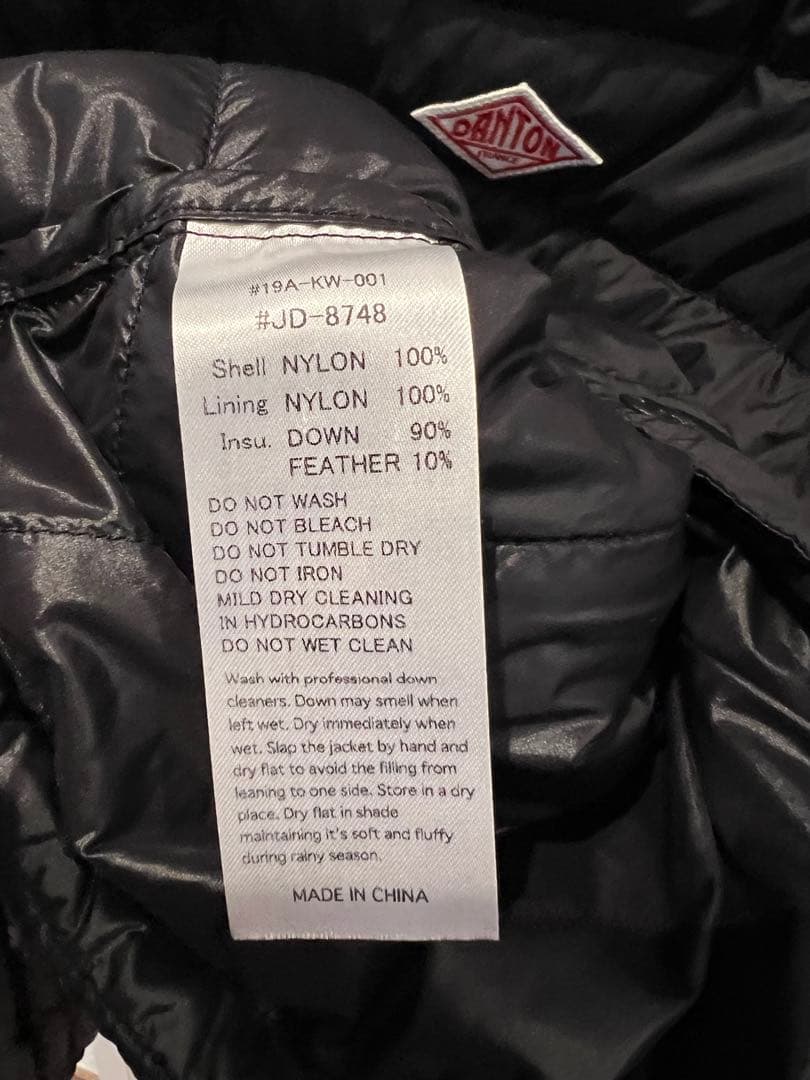 DANTON
FRANCE
#19A-KW-001
#JD-8748
Shell NYLON 100%
Lining NYLON 100%
Insu. DOWN 90%
FEATHER 10%
DO NOT WASH
DO NOT BLEACH
DO NOT TUMBLE DRY
DO NOT IRON
MILD DRY CLEANING
IN HYDROCARBONS
DO NOT WET CLEAN
Wash with professional down
cleaners. Down may smell when
left wet. Dry immediately when
wet. Slap the jacket by hand and
dry flat to avoid the filling from
leaning to one side. Store in a dry
place. Dry flat in shade
maintaining it's soft and fluffy
during rainy season.
MADE IN CHINA